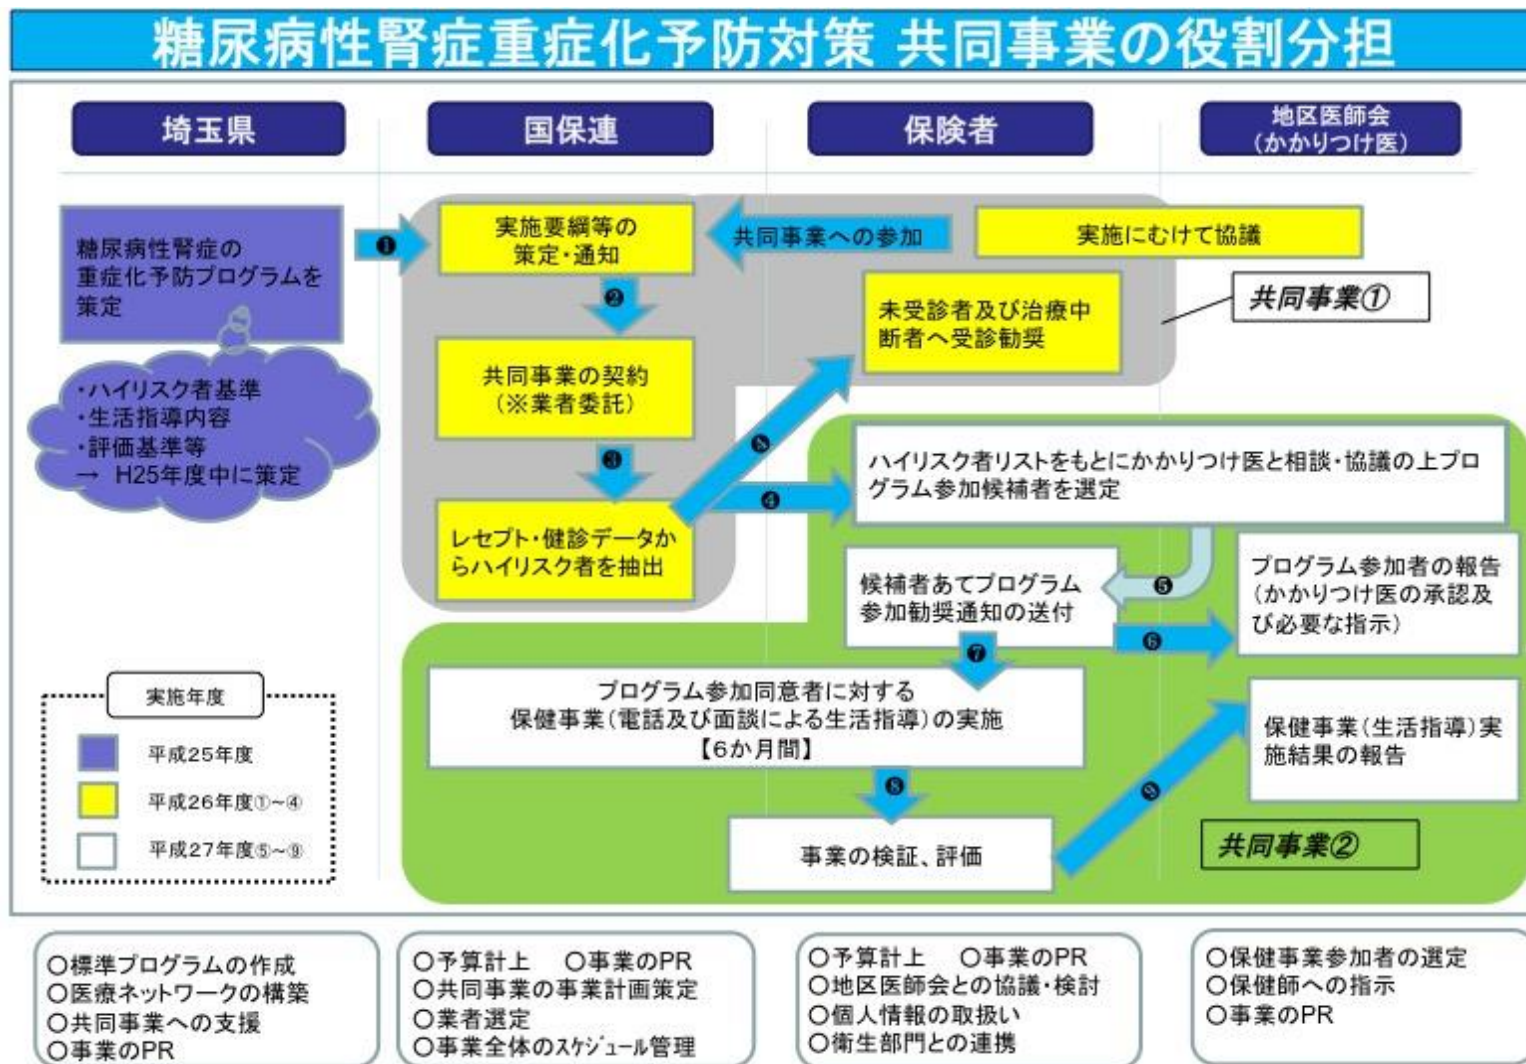 糖尿病性腎症重症化予防対策 共同事業の役割分担
埼玉県
国保連
保険者
地区医師会
(かかりつけ医)
糖尿病性腎症の
重症化予防プログラムを
策定
❶
実施要綱等の
策定・通知
共同事業への参加
実施にむけて協議
❷
未受診者及び治療中
断者へ受診勧奨
共同事業①
・ハイリスク者基準
・生活指導内容
・評価基準等
→ H25年度中に策定
共同事業の契約
(※業者委託)
❸
❹
レセプト・健診データか
らハイリスク者を抽出
❹
ハイリスク者リストをもとにかかりつけ医と相談・協議の上プロ
グラム参加候補者を選定
候補者あてプログラム
参加勧奨通知の送付
❺
プログラム参加者の報告
(かかりつけ医の承認及
び必要な指示)
❻
❼
プログラム参加同意者に対する
保健事業(電話及び面談による生活指導)の実施
【6か月間】
保健事業(生活指導)実
施結果の報告
❽
❾
事業の検証、評価
共同事業②
実施年度
平成25年度
平成26年度①~④
平成27年度⑤~⑨
○標準プログラムの作成
○医療ネットワークの構築
○共同事業への支援
○事業のPR
○予算計上 ○事業のPR
○共同事業の事業計画策定
○業者選定
○事業全体のスケジュール管理
○予算計上 ○事業のPR
○地区医師会との協議・検討
○個人情報の取扱い
○衛生部門との連携
○保健事業参加者の選定
○保健師への指示
○事業のPR